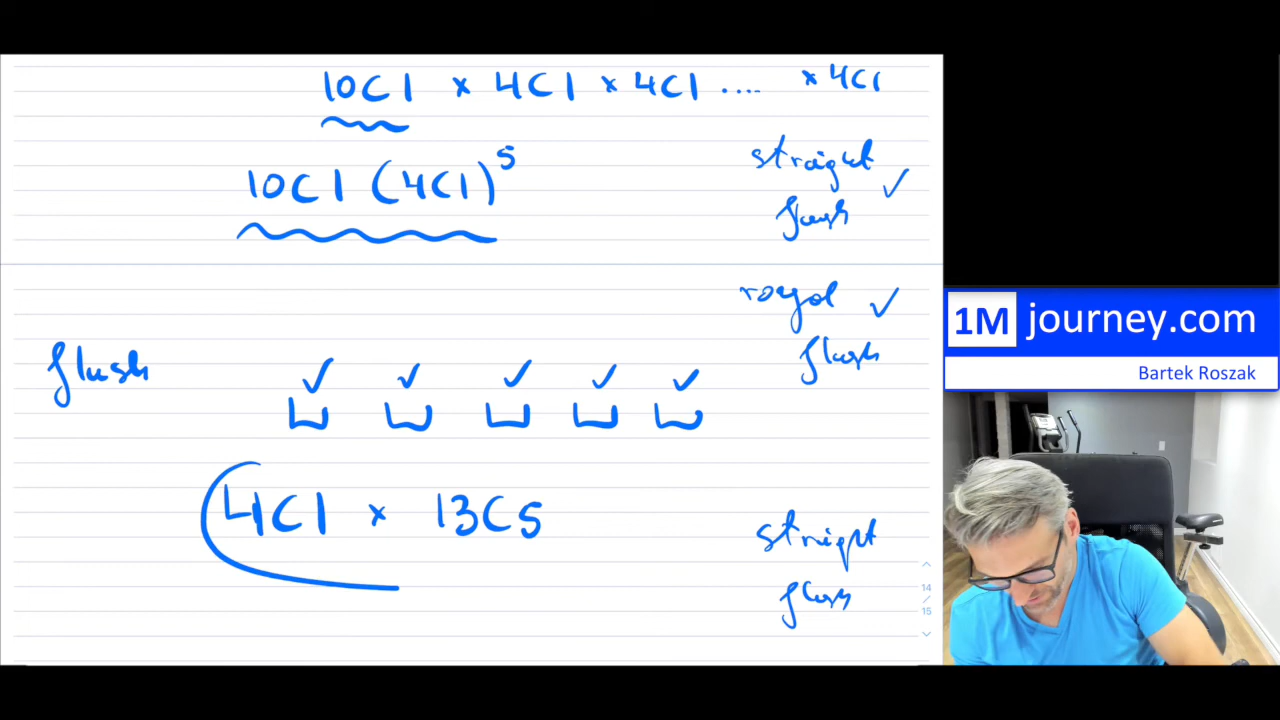 10C1 × 4C1 × 4C1 .... × 4C1
10C1 (4C1)^5
straight
flush ✓
royal ✓
flush
flush
✓ ✓ ✓ ✓ ✓
4C1 × 13C5
straight
flush
14
/
15
1M journey.com
Bartek Roszak